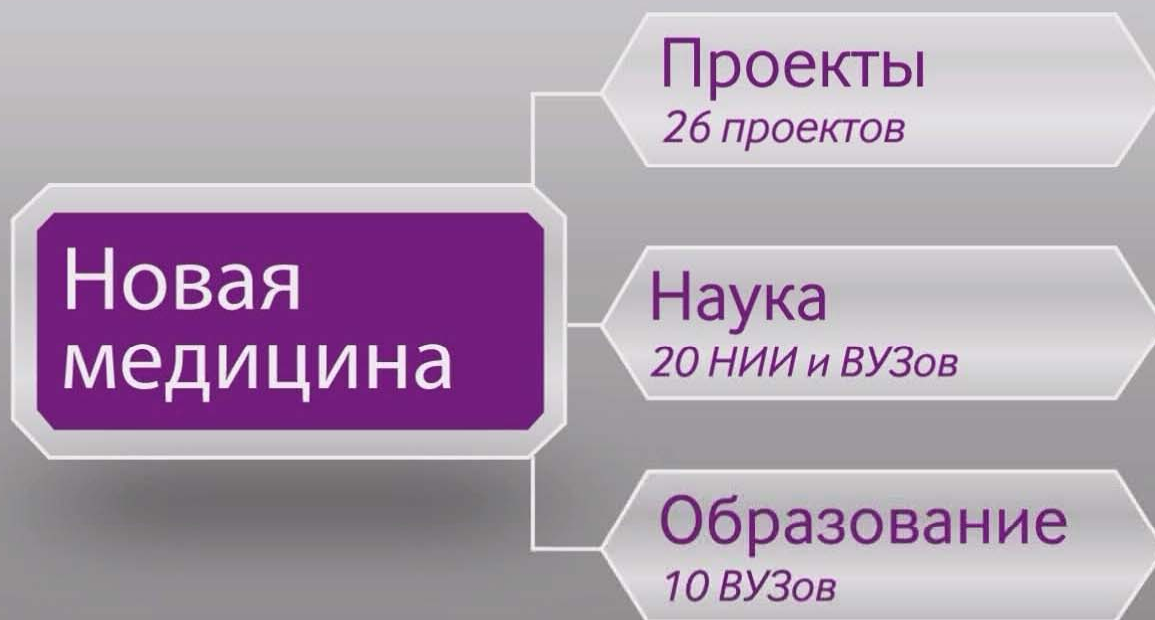 Новая
медицина
Проекты
26 проектов
Наука
20 НИИ и ВУЗов
Образование
10 ВУЗов